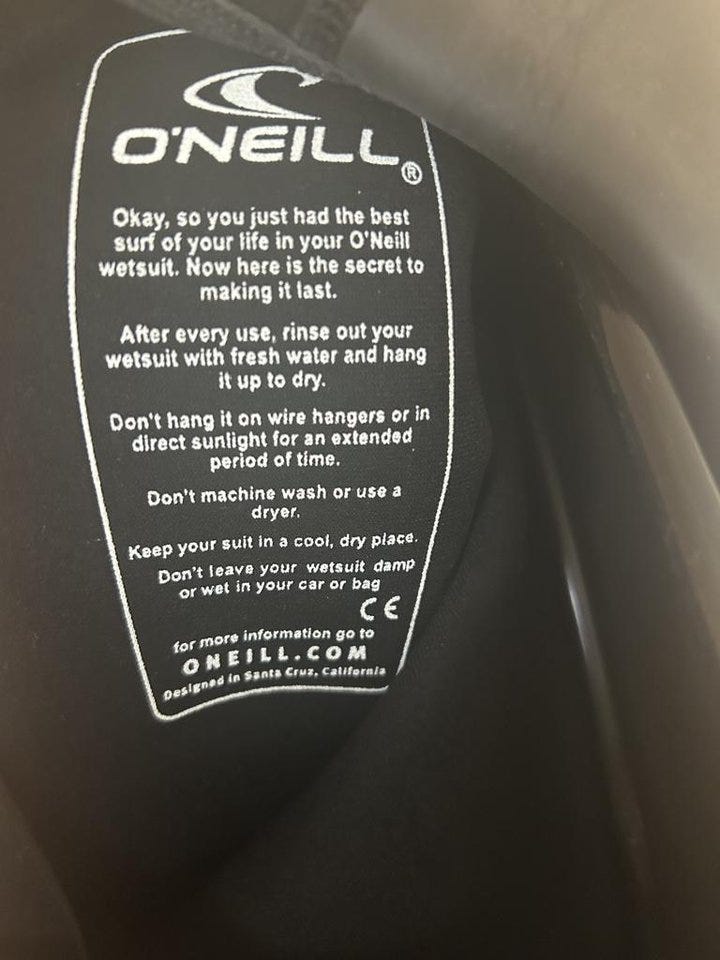 O'NEILL®
Okay, so you just had the best
surf of your life in your O'Neill
wetsuit. Now here is the secret to
making it last.
After every use, rinse out your
wetsuit with fresh water and hang
it up to dry.
Don't hang it on wire hangers or in
direct sunlight for an extended
period of time.
Don't machine wash or use a
dryer.
Keep your suit in a cool, dry place.
Don't leave your wetsuit damp
or wet in your car or bag
CE
for more information go to
ONEILL.COM
Designed in Santa Cruz, California